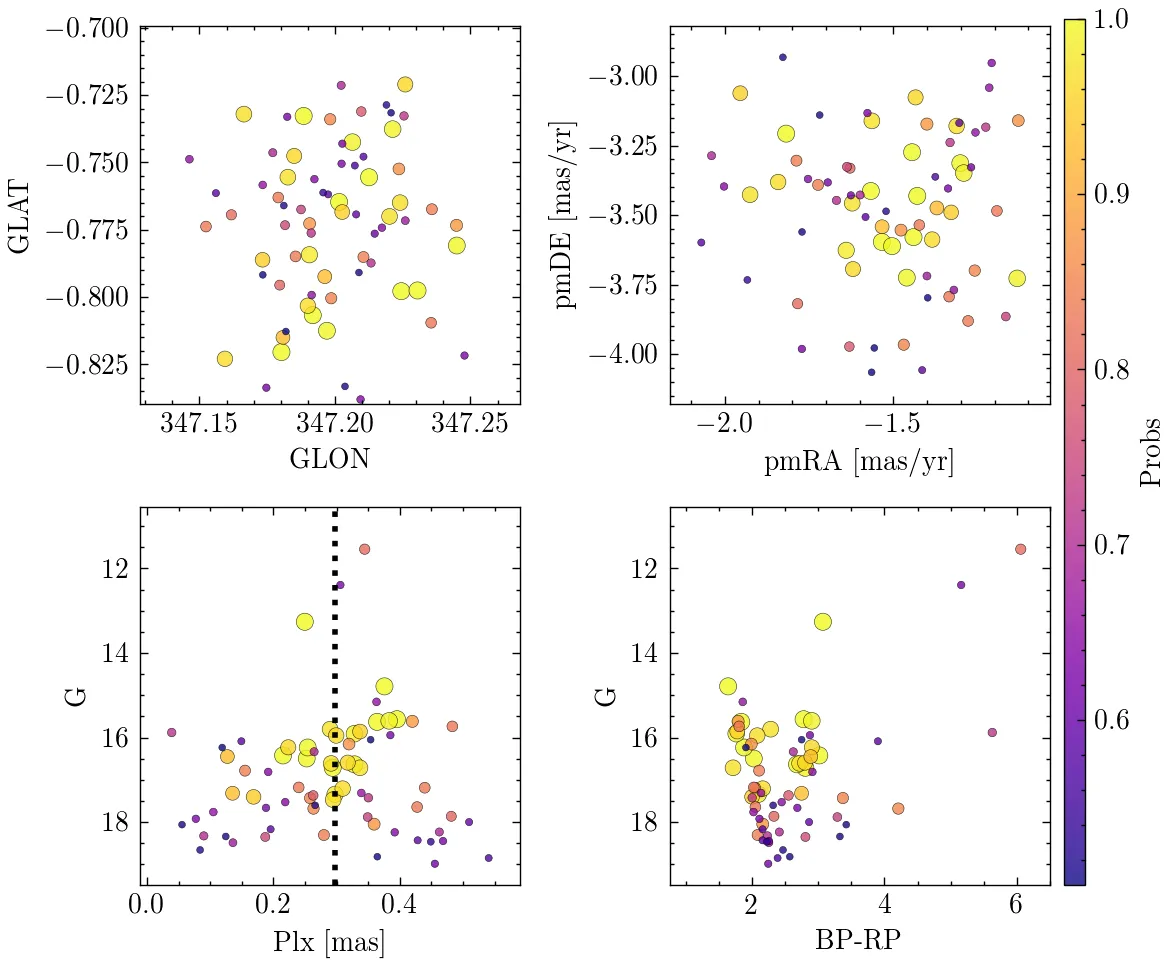 −0.700
−0.725
−0.750
−0.775
−0.800
−0.825
GLAT
347.15 347.20 347.25
GLON
−3.00
−3.25
−3.50
−3.75
−4.00
pmDE [mas/yr]
−2.0 −1.5
pmRA [mas/yr]
12
14
16
18
G
0.0 0.2 0.4
Plx [mas]
12
14
16
18
G
2 4 6
BP-RP
1.0
0.9
0.8
0.7
0.6
Probs